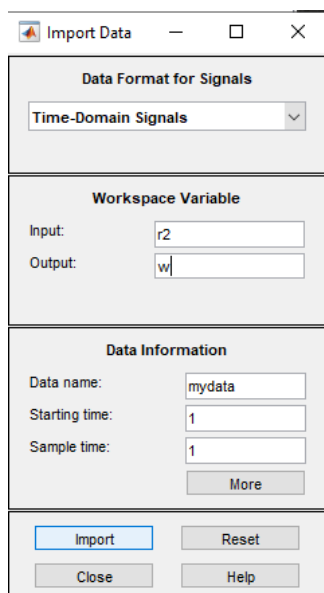 Import Data
Data Format for Signals
Time-Domain Signals
Workspace Variable
Input: r2
Output: w
Data Information
Data name: mydata
Starting time: 1
Sample time: 1
More
Import Reset
Close Help